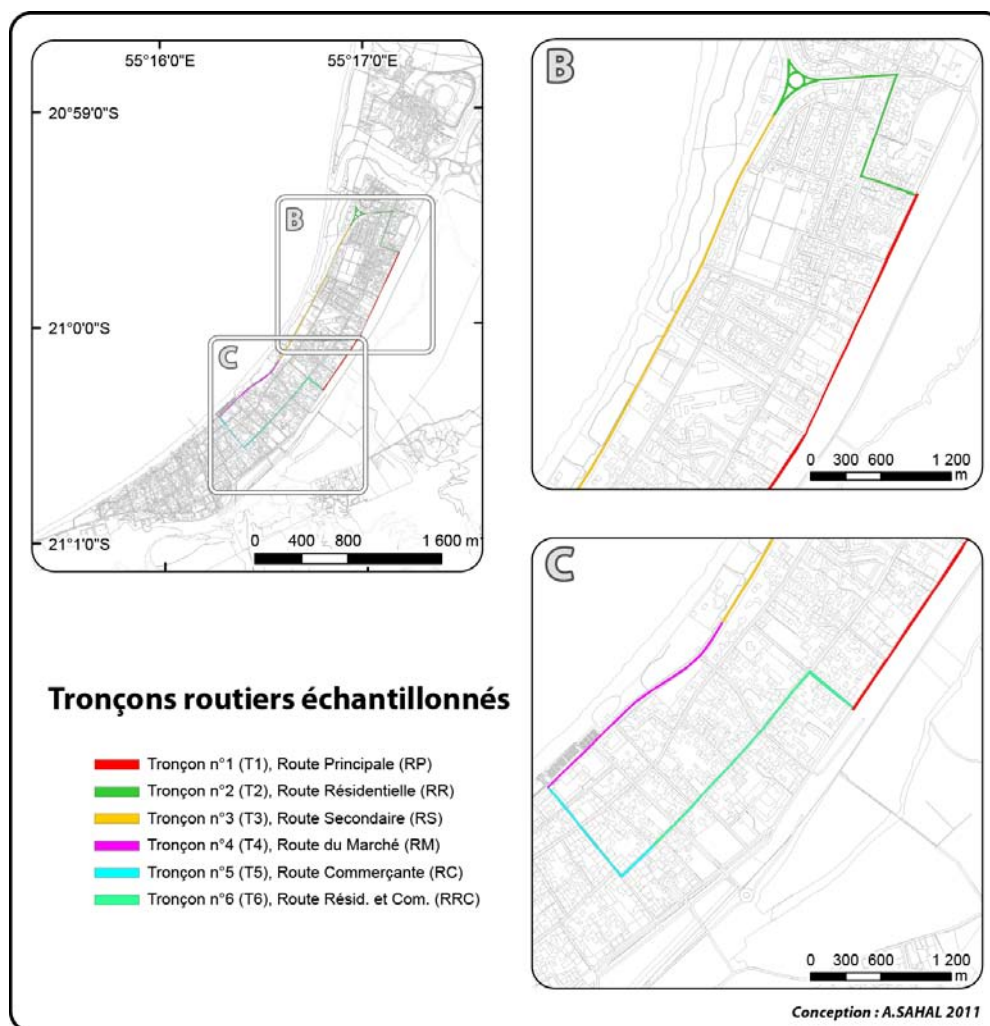 55°16'0"E 55°17'0"E
20°59'0"S
21°0'0"S
21°1'0"S
B
C
0 400 800 1 600 m
B
0 300 600 1 200
m
C
0 300 600 1 200
m
Tronçons routiers échantillonnés
Tronçon n°1 (T1), Route Principale (RP)
Tronçon n°2 (T2), Route Résidentielle (RR)
Tronçon n°3 (T3), Route Secondaire (RS)
Tronçon n°4 (T4), Route du Marché (RM)
Tronçon n°5 (T5), Route Commerçante (RC)
Tronçon n°6 (T6), Route Résid. et Com. (RRC)
Conception : A.SAHAL 2011